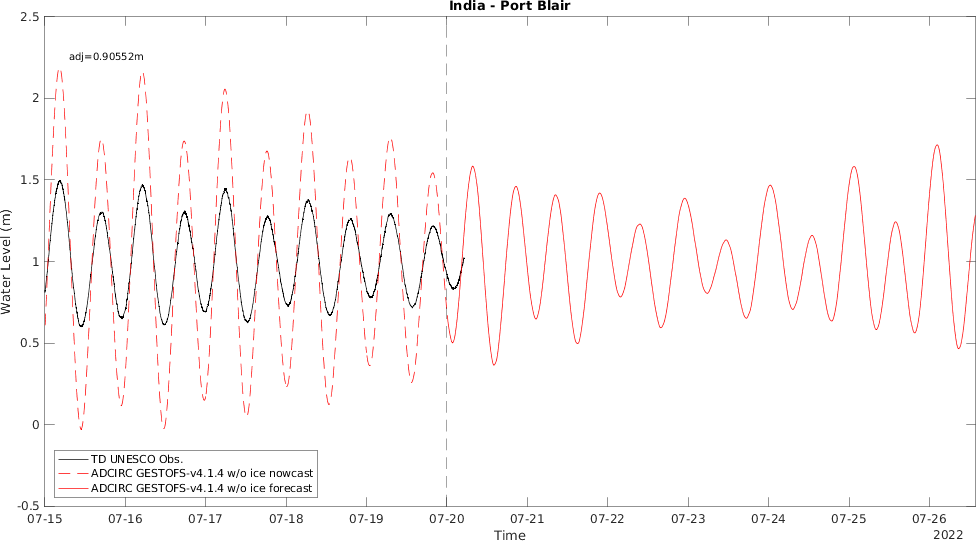 India - Port Blair
adj=0.90552m
2.5
2
1.5
1
0.5
0
-0.5
Water Level (m)
TD UNESCO Obs.
ADCIRC GESTOFS-v4.1.4 w/o ice nowcast
ADCIRC GESTOFS-v4.1.4 w/o ice forecast
07-15 07-16 07-17 07-18 07-19 07-20 07-21 07-22 07-23 07-24 07-25 07-26
Time
2022